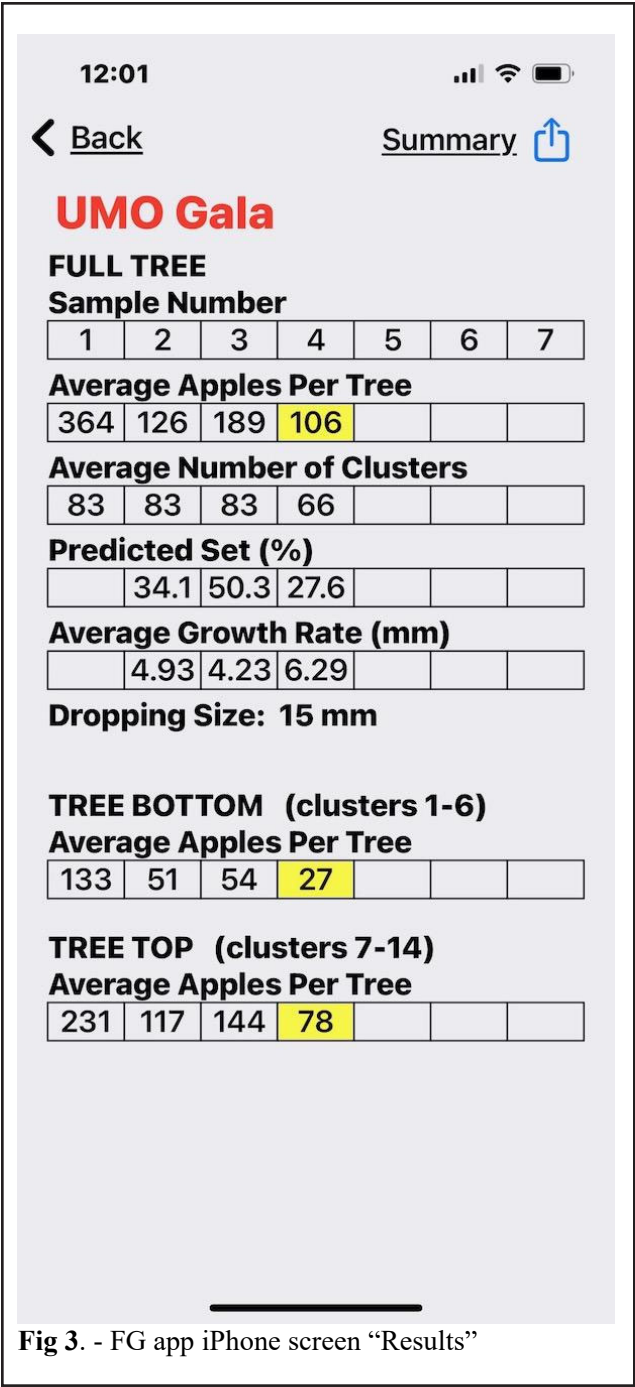 12:01
Back Summary
UMO Gala
FULL TREE
Sample Number
1 2 3 4 5 6 7
Average Apples Per Tree
364 126 189 106
Average Number of Clusters
83 83 83 66
Predicted Set (%)
34.1 50.3 27.6
Average Growth Rate (mm)
4.93 4.23 6.29
Dropping Size: 15 mm
TREE BOTTOM (clusters 1-6)
Average Apples Per Tree
133 51 54 27
TREE TOP (clusters 7-14)
Average Apples Per Tree
231 117 144 78
Fig 3. - FG app iPhone screen “Results”